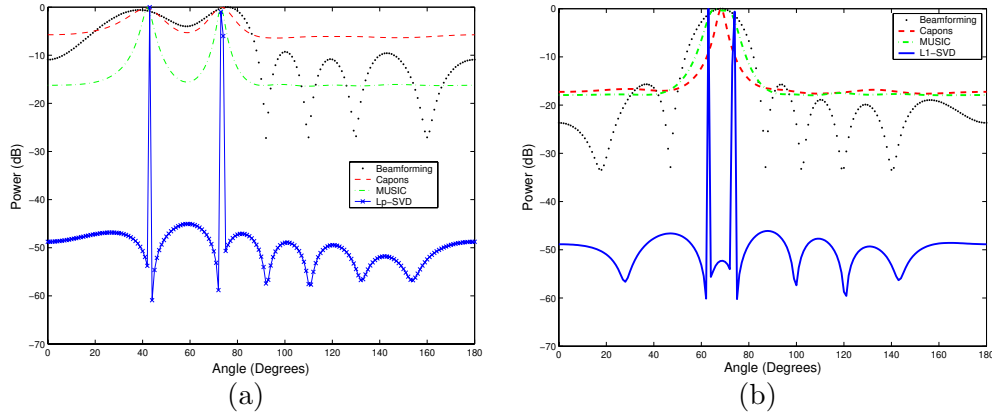 0
−10
−20
−30
−40
−50
−60
−70
Power (dB)
0 20 40 60 80 100 120 140 160 180
Angle (Degrees)
Beamforming
Capons
MUSIC
Lp−SVD
(a)
0
−10
−20
−30
−40
−50
−60
−70
Power (dB)
0 20 40 60 80 100 120 140 160 180
Angle (Degrees)
Beamforming
Capons
MUSIC
L1−SVD
(b)